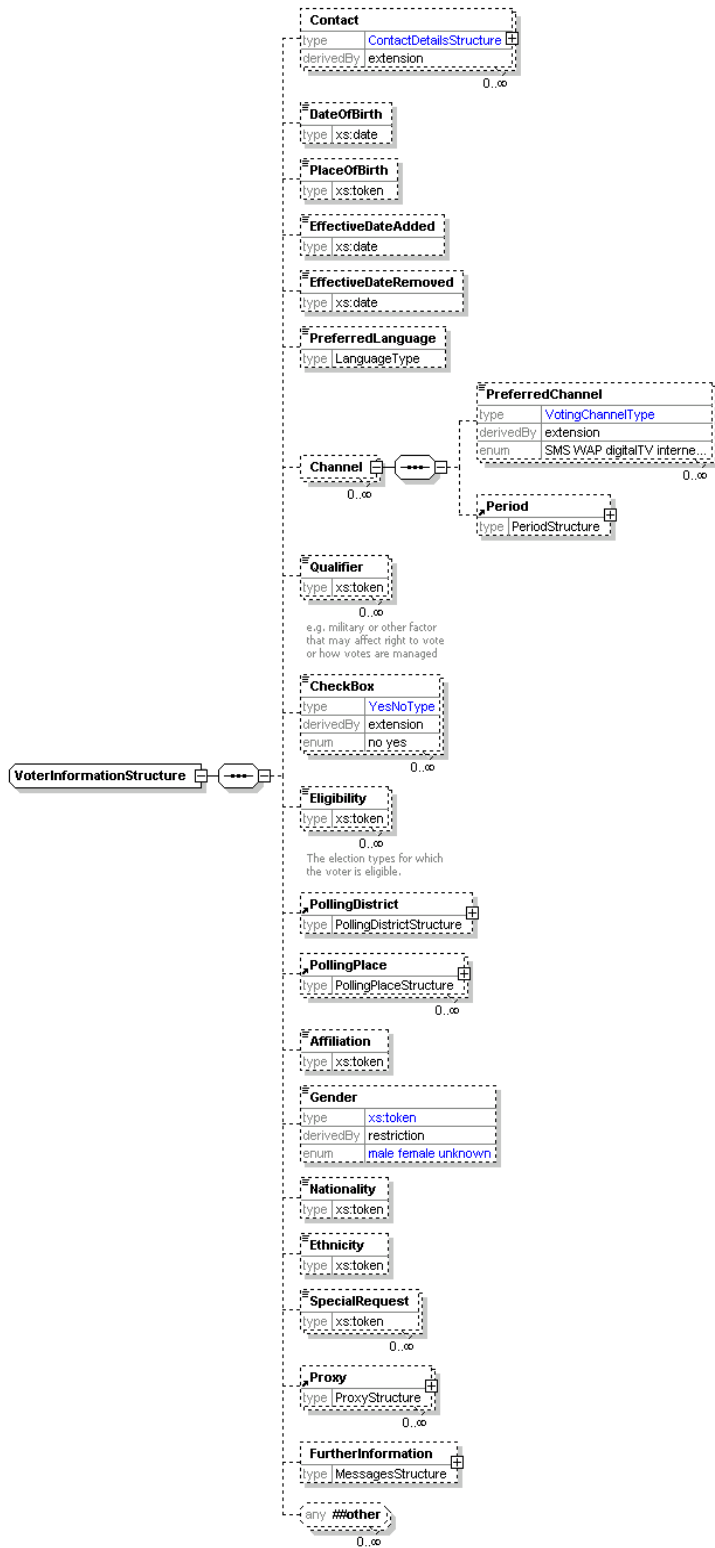 Contact
type ContactDetailsStructure
derivedBy extension
0..∞
DateOfBirth
type xs:date
PlaceOfBirth
type xs:token
EffectiveDateAdded
type xs:date
EffectiveDateRemoved
type xs:date
PreferredLanguage
type LanguageType
PreferredChannel
type VotingChannelType
derivedBy extension
enum SMS WAP digitalTV interne...
0..∞
Channel
0..∞
Period
type PeriodStructure
Qualifier
type xs:token
0..∞
e.g. military or other factor
that may affect right to vote
or how votes are managed
CheckBox
type YesNoType
derivedBy extension
enum no yes
0..∞
VoterInformationStructure
Eligibility
type xs:token
0..∞
The election types for which
the voter is eligible.
PollingDistrict
type PollingDistrictStructure
PollingPlace
type PollingPlaceStructure
0..∞
Affiliation
type xs:token
Gender
type xs:token
derivedBy restriction
enum male female unknown
Nationality
type xs:token
Ethnicity
type xs:token
SpecialRequest
type xs:token
0..∞
Proxy
type ProxyStructure
0..∞
FurtherInformation
type MessagesStructure
any ##other
0..∞